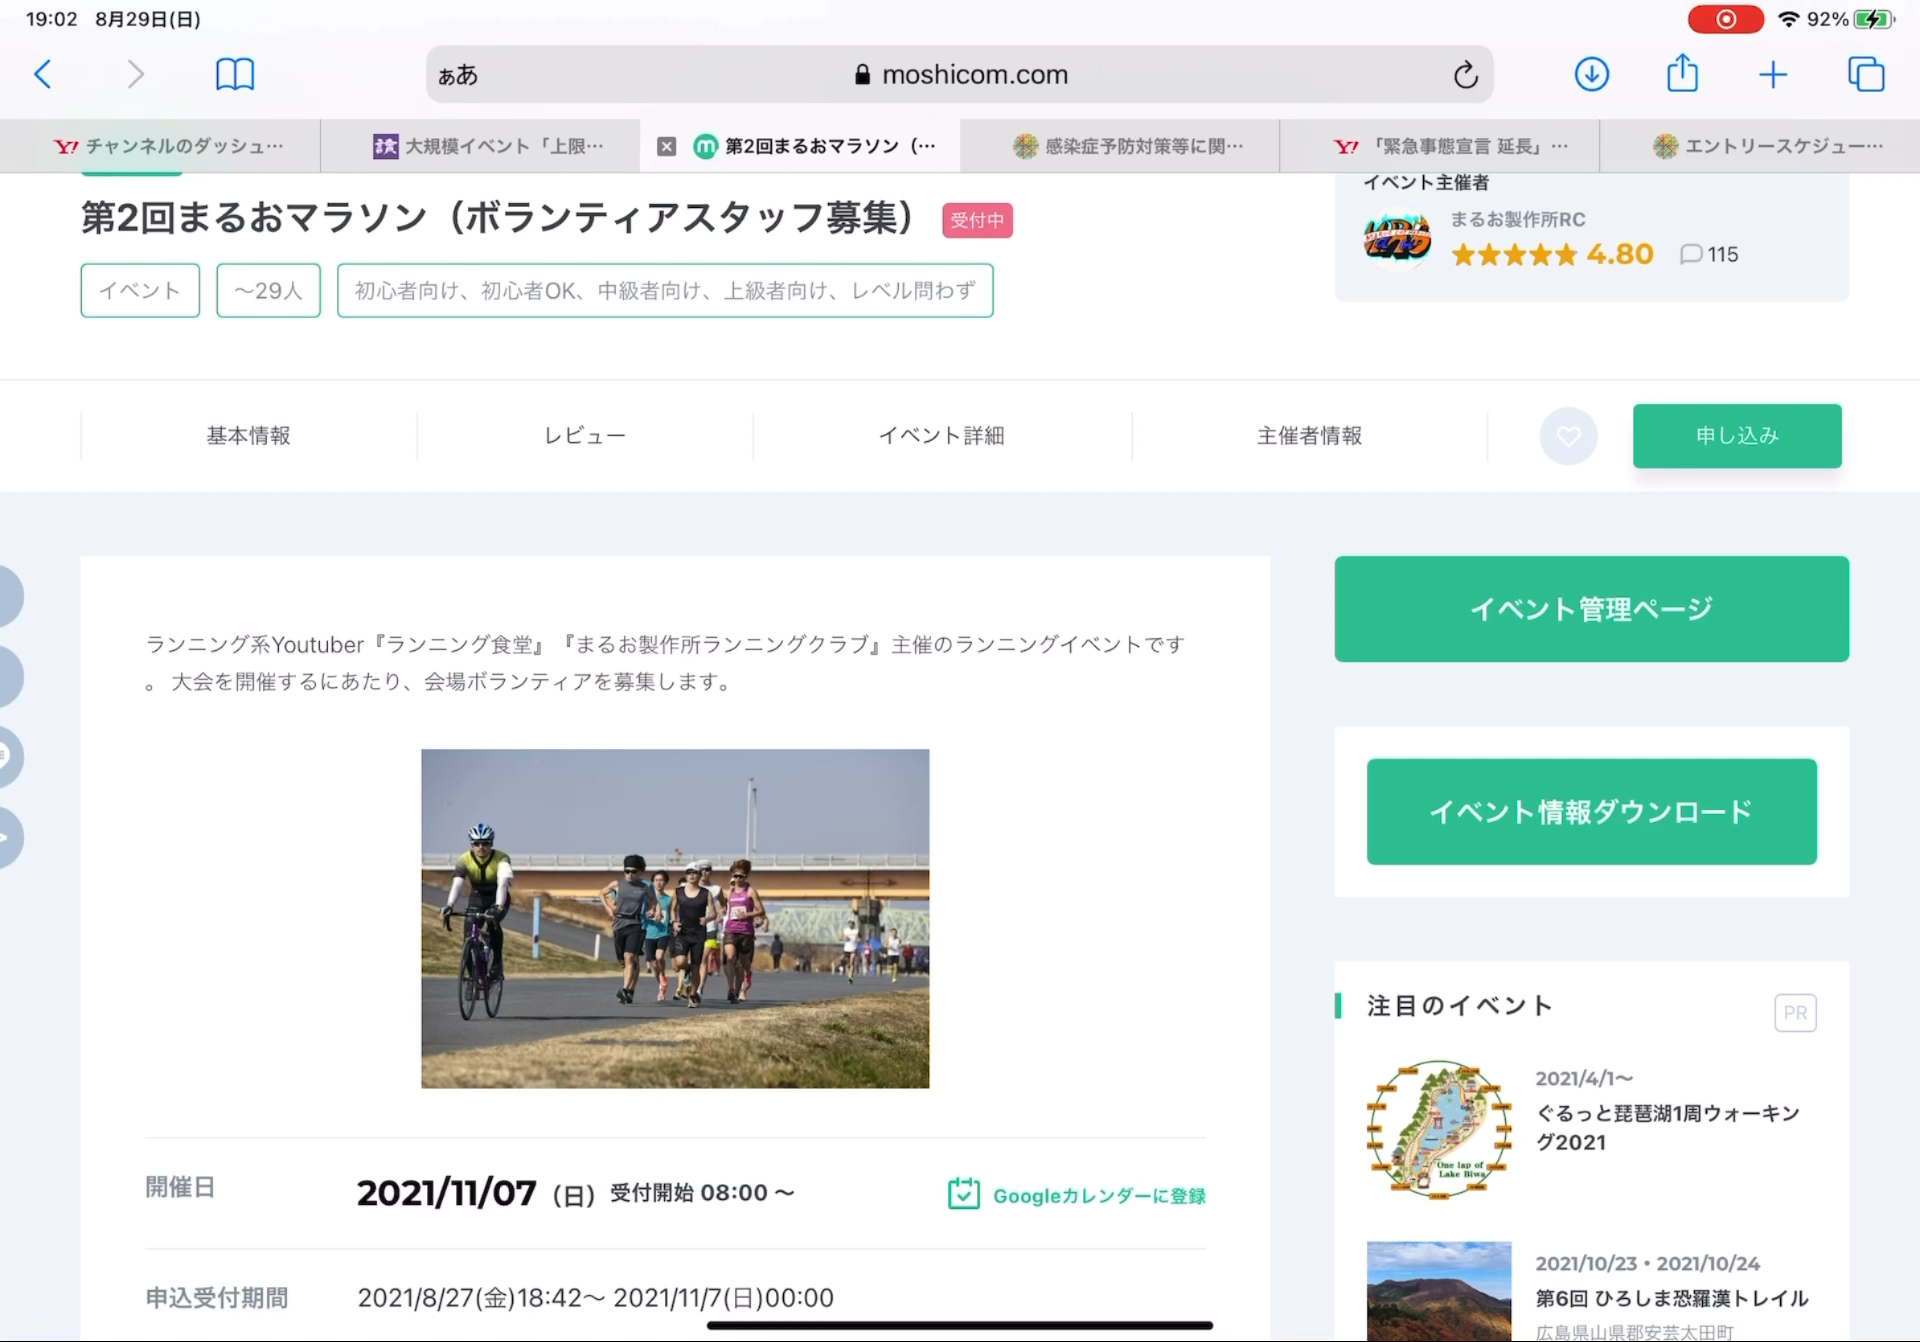 19:02 8月29日(日)
92%
ぁあ
moshicom.com
チャンネルのダッシュ…
読 大規模イベント「上限…
第2回まるおマラソン（…
感染症予防対策等に関…
「緊急事態宣言 延長」…
エントリースケジュー…
第2回まるおマラソン（ボランティアスタッフ募集） 受付中
イベント
〜29人
初心者向け、初心者OK、中級者向け、上級者向け、レベル問わず
イベント主催者
まるお製作所RC
★★★★★ 4.80 115
基本情報
レビュー
イベント詳細
主催者情報
申し込み
ランニング系Youtuber『ランニング食堂』『まるお製作所ランニングクラブ』主催のランニングイベントです
。 大会を開催するにあたり、会場ボランティアを募集します。
開催日 2021/11/07（日）受付開始 08:00 〜
Googleカレンダーに登録
申込受付期間 2021/8/27(金)18:42〜 2021/11/7(日)00:00
イベント管理ページ
イベント情報ダウンロード
注目のイベント
PR
One lap of
Lake Biwa
2021/4/1〜
ぐるっと琵琶湖1周ウォーキン
グ2021
2021/10/23・2021/10/24
第6回 ひろしま恐羅漢トレイル
広島県山県郡安芸太田町